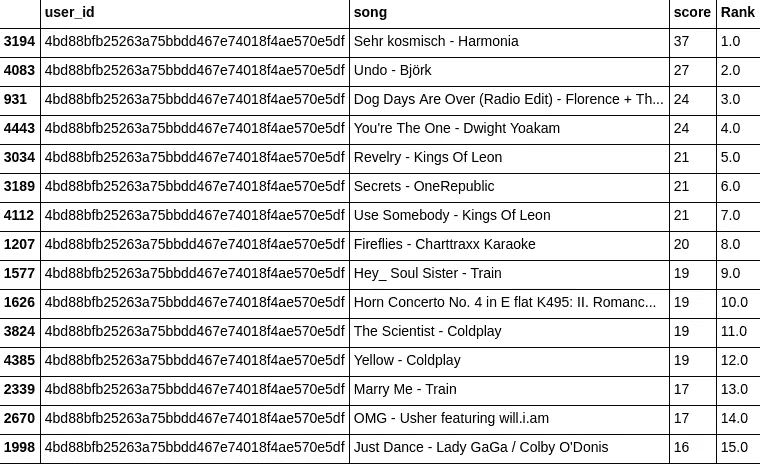 user_id song score Rank
3194 4bd88bfb25263a75bbdd467e74018f4ae570e5df Sehr kosmisch - Harmonia 37 1.0
4083 4bd88bfb25263a75bbdd467e74018f4ae570e5df Undo - Björk 27 2.0
931 4bd88bfb25263a75bbdd467e74018f4ae570e5df Dog Days Are Over (Radio Edit) - Florence + Th... 24 3.0
4443 4bd88bfb25263a75bbdd467e74018f4ae570e5df You're The One - Dwight Yoakam 24 4.0
3034 4bd88bfb25263a75bbdd467e74018f4ae570e5df Revelry - Kings Of Leon 21 5.0
3189 4bd88bfb25263a75bbdd467e74018f4ae570e5df Secrets - OneRepublic 21 6.0
4112 4bd88bfb25263a75bbdd467e74018f4ae570e5df Use Somebody - Kings Of Leon 21 7.0
1207 4bd88bfb25263a75bbdd467e74018f4ae570e5df Fireflies - Charttraxx Karaoke 20 8.0
1577 4bd88bfb25263a75bbdd467e74018f4ae570e5df Hey_ Soul Sister - Train 19 9.0
1626 4bd88bfb25263a75bbdd467e74018f4ae570e5df Horn Concerto No. 4 in E flat K495: II. Romanc... 19 10.0
3824 4bd88bfb25263a75bbdd467e74018f4ae570e5df The Scientist - Coldplay 19 11.0
4385 4bd88bfb25263a75bbdd467e74018f4ae570e5df Yellow - Coldplay 19 12.0
2339 4bd88bfb25263a75bbdd467e74018f4ae570e5df Marry Me - Train 17 13.0
2670 4bd88bfb25263a75bbdd467e74018f4ae570e5df OMG - Usher featuring will.i.am 17 14.0
1998 4bd88bfb25263a75bbdd467e74018f4ae570e5df Just Dance - Lady GaGa / Colby O'Donis 16 15.0